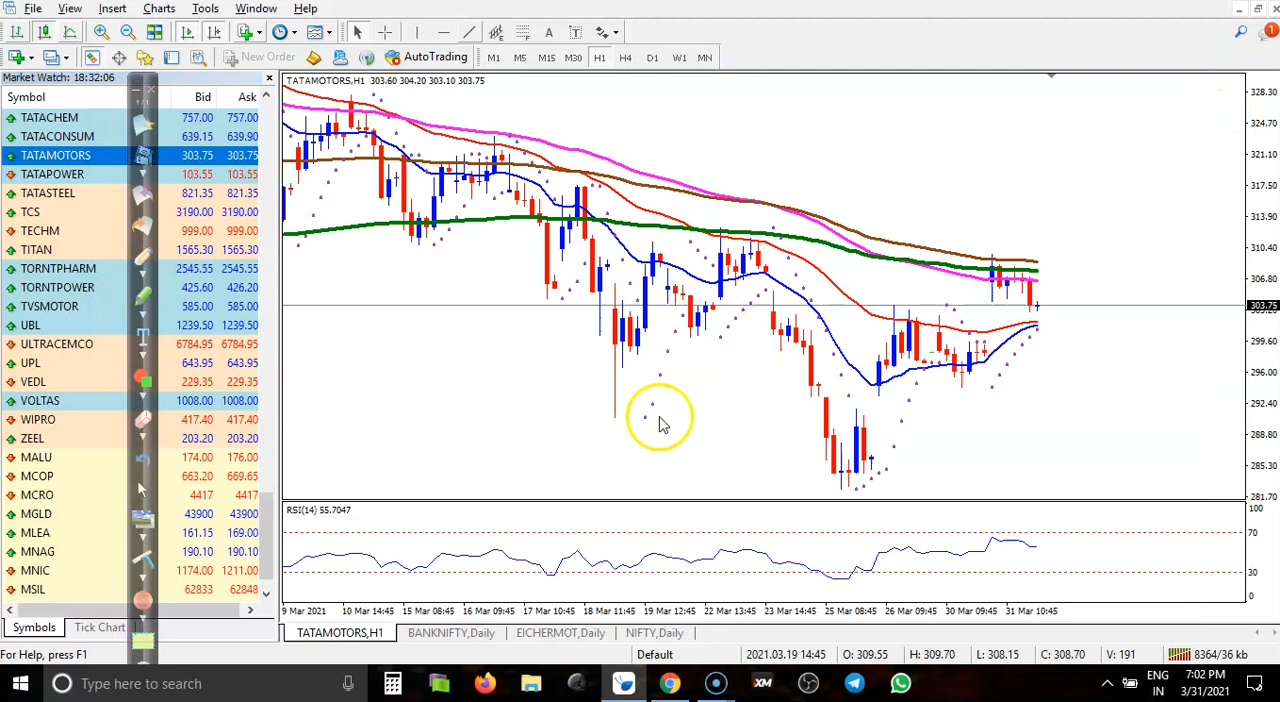 File View Insert Charts Tools Window Help
New Order AutoTrading M1 M5 M15 M30 H1 H4 D1 W1 MN
Market Watch: 18:32:06
Symbol Bid Ask
TATACHEM 757.00 757.00
TATACONSUM 639.15 639.90
TATAMOTORS 303.75 303.75
TATAPOWER 103.55 103.55
TATASTEEL 821.35 821.35
TCS 3190.00 3190.00
TECHM 999.00 999.00
TITAN 1565.30 1565.30
TORNTPHARM 2545.55 2545.55
TORNTPOWER 425.60 426.20
TVSMOTOR 585.00 585.00
UBL 1239.50 1239.50
ULTRACEMCO 6784.95 6784.95
UPL 643.95 643.95
VEDL 229.35 229.35
VOLTAS 1008.00 1008.00
WIPRO 417.40 417.40
ZEEL 203.20 203.20
MALU 174.00 176.00
MCOP 663.20 669.65
MCRO 4417 4417
MGLD 43900 43900
MLEA 161.15 169.00
MNAG 190.10 190.10
MNIC 1174.00 1211.00
MSIL 62833 62848
Symbols Tick Chart
1/1
TATAMOTORS,H1 303.60 304.20 303.10 303.75
328.30
324.70
321.10
317.50
313.90
310.40
306.80
303.75
299.60
296.00
292.40
288.80
285.30
281.70
RSI(14) 55.7047
100
70
30
0
9 Mar 2021 10 Mar 14:45 15 Mar 08:45 16 Mar 09:45 17 Mar 10:45 18 Mar 11:45 19 Mar 12:45 22 Mar 13:45 23 Mar 14:45 25 Mar 08:45 26 Mar 09:45 30 Mar 09:45 31 Mar 10:45
TATAMOTORS,H1 BANKNIFTY,Daily EICHERMOT,Daily NIFTY,Daily
For Help, press F1 Default 2021.03.19 14:45 O: 309.55 H: 309.70 L: 308.15 C: 308.70 V: 191 8364/36 kb
Type here to search XM ENG IN 7:02 PM 3/31/2021